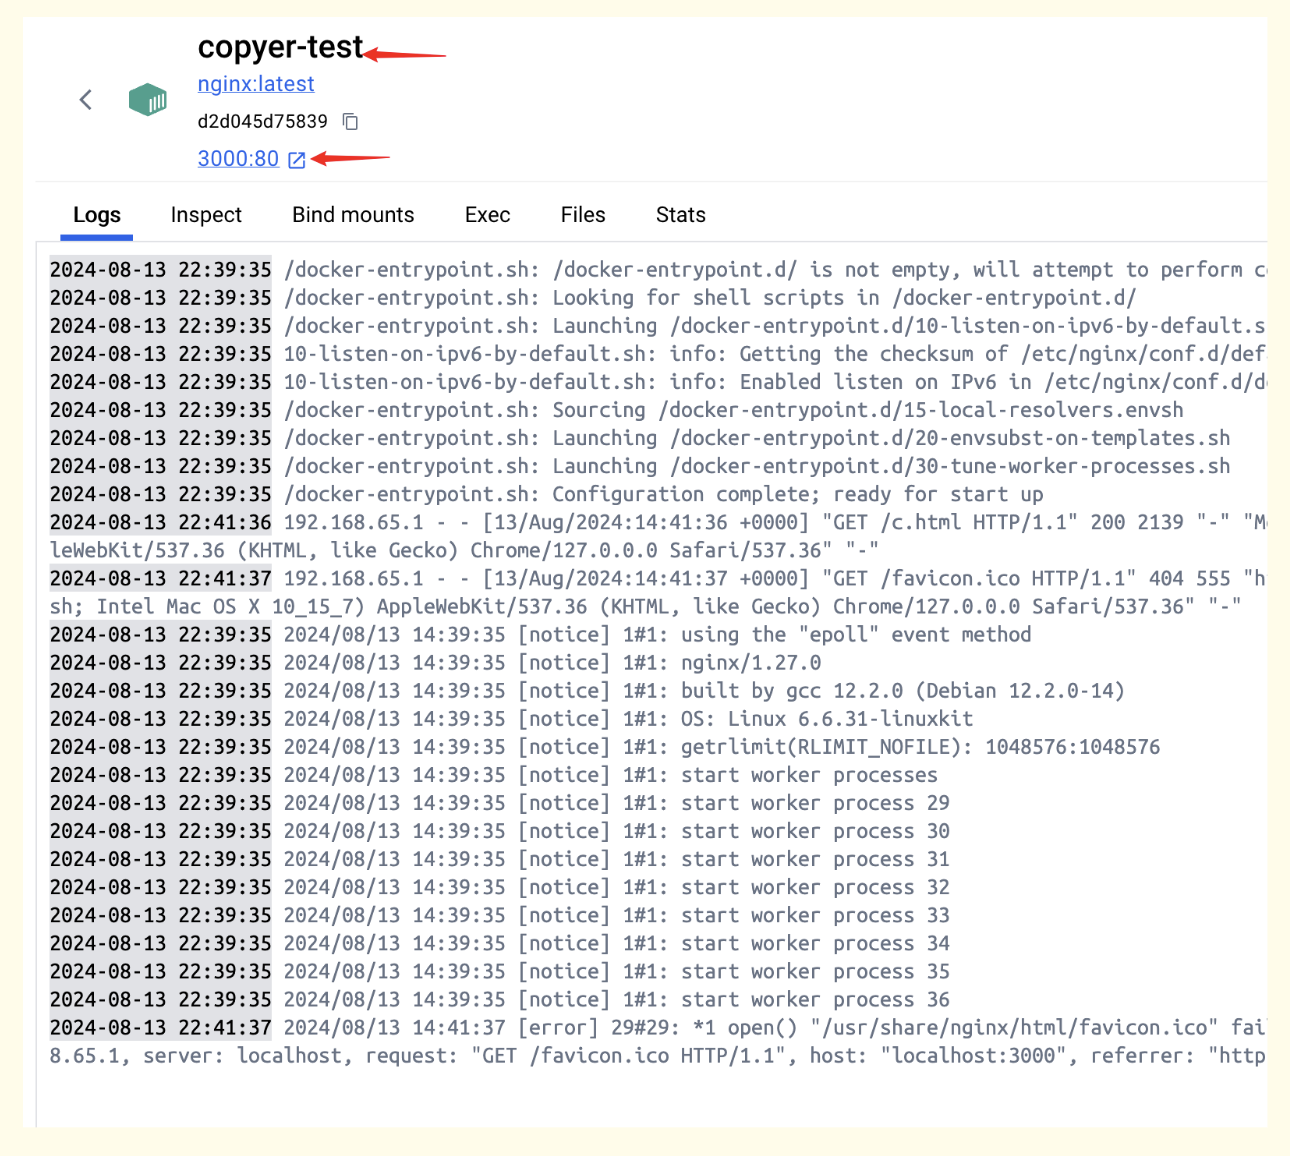 copyer-test
nginx:latest
d2d045d75839
3000:80
Logs Inspect Bind mounts Exec Files Stats
2024-08-13 22:39:35 /docker-entrypoint.sh: /docker-entrypoint.d/ is not empty, will attempt to perform
2024-08-13 22:39:35 /docker-entrypoint.sh: Looking for shell scripts in /docker-entrypoint.d/
2024-08-13 22:39:35 /docker-entrypoint.sh: Launching /docker-entrypoint.d/10-listen-on-ipv6-by-default.s
2024-08-13 22:39:35 10-listen-on-ipv6-by-default.sh: info: Getting the checksum of /etc/nginx/conf.d/def
2024-08-13 22:39:35 10-listen-on-ipv6-by-default.sh: info: Enabled listen on IPv6 in /etc/nginx/conf.d/d
2024-08-13 22:39:35 /docker-entrypoint.sh: Sourcing /docker-entrypoint.d/15-local-resolvers.envsh
2024-08-13 22:39:35 /docker-entrypoint.sh: Launching /docker-entrypoint.d/20-envsubst-on-templates.sh
2024-08-13 22:39:35 /docker-entrypoint.sh: Launching /docker-entrypoint.d/30-tune-worker-processes.sh
2024-08-13 22:39:35 /docker-entrypoint.sh: Configuration complete; ready for start up
2024-08-13 22:41:36 192.168.65.1 - - [13/Aug/2024:14:41:36 +0000] "GET /c.html HTTP/1.1" 200 2139 "-" "M
leWebKit/537.36 (KHTML, like Gecko) Chrome/127.0.0.0 Safari/537.36" "-"
2024-08-13 22:41:37 192.168.65.1 - - [13/Aug/2024:14:41:37 +0000] "GET /favicon.ico HTTP/1.1" 404 555 "h
sh; Intel Mac OS X 10_15_7) AppleWebKit/537.36 (KHTML, like Gecko) Chrome/127.0.0.0 Safari/537.36" "-"
2024-08-13 22:39:35 2024/08/13 14:39:35 [notice] 1#1: using the "epoll" event method
2024-08-13 22:39:35 2024/08/13 14:39:35 [notice] 1#1: nginx/1.27.0
2024-08-13 22:39:35 2024/08/13 14:39:35 [notice] 1#1: built by gcc 12.2.0 (Debian 12.2.0-14)
2024-08-13 22:39:35 2024/08/13 14:39:35 [notice] 1#1: OS: Linux 6.6.31-linuxkit
2024-08-13 22:39:35 2024/08/13 14:39:35 [notice] 1#1: getrlimit(RLIMIT_NOFILE): 1048576:1048576
2024-08-13 22:39:35 2024/08/13 14:39:35 [notice] 1#1: start worker processes
2024-08-13 22:39:35 2024/08/13 14:39:35 [notice] 1#1: start worker process 29
2024-08-13 22:39:35 2024/08/13 14:39:35 [notice] 1#1: start worker process 30
2024-08-13 22:39:35 2024/08/13 14:39:35 [notice] 1#1: start worker process 31
2024-08-13 22:39:35 2024/08/13 14:39:35 [notice] 1#1: start worker process 32
2024-08-13 22:39:35 2024/08/13 14:39:35 [notice] 1#1: start worker process 33
2024-08-13 22:39:35 2024/08/13 14:39:35 [notice] 1#1: start worker process 34
2024-08-13 22:39:35 2024/08/13 14:39:35 [notice] 1#1: start worker process 35
2024-08-13 22:39:35 2024/08/13 14:39:35 [notice] 1#1: start worker process 36
2024-08-13 22:41:37 2024/08/13 14:41:37 [error] 29#29: *1 open() "/usr/share/nginx/html/favicon.ico" fai
8.65.1, server: localhost, request: "GET /favicon.ico HTTP/1.1", host: "localhost:3000", referrer: "http